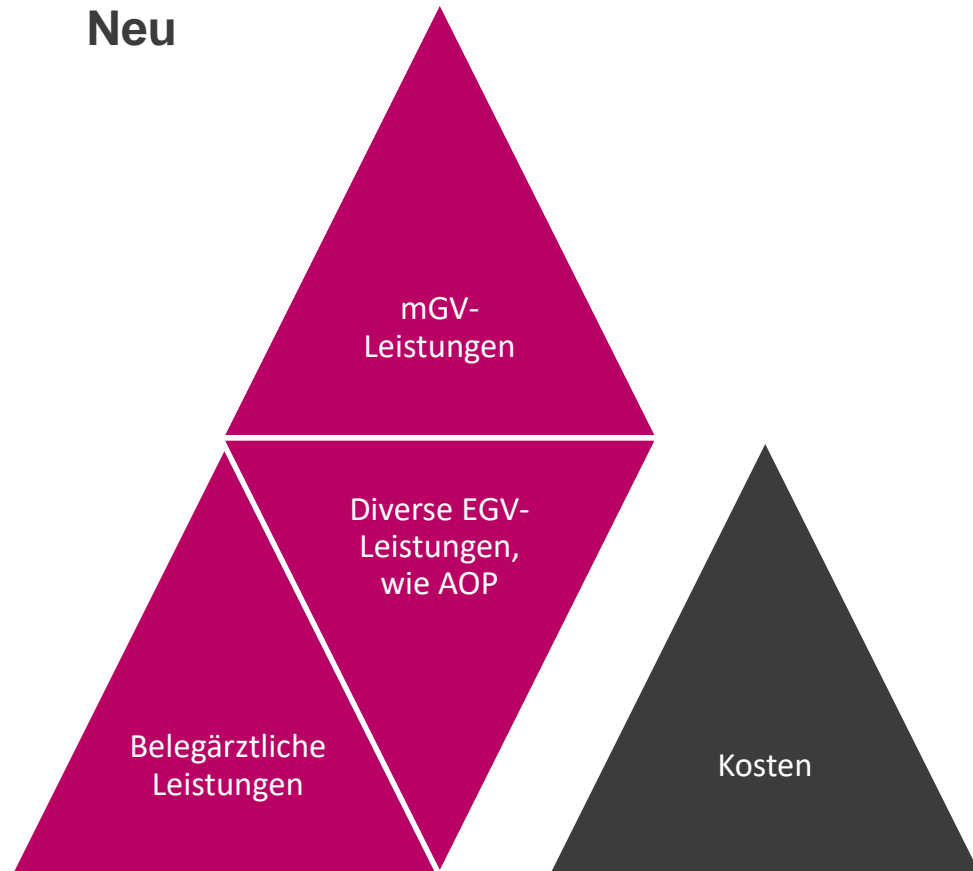 Neu
mGV-
Leistungen
Diverse EGV-
Leistungen,
wie AOP
Belegärztliche
Leistungen
Kosten